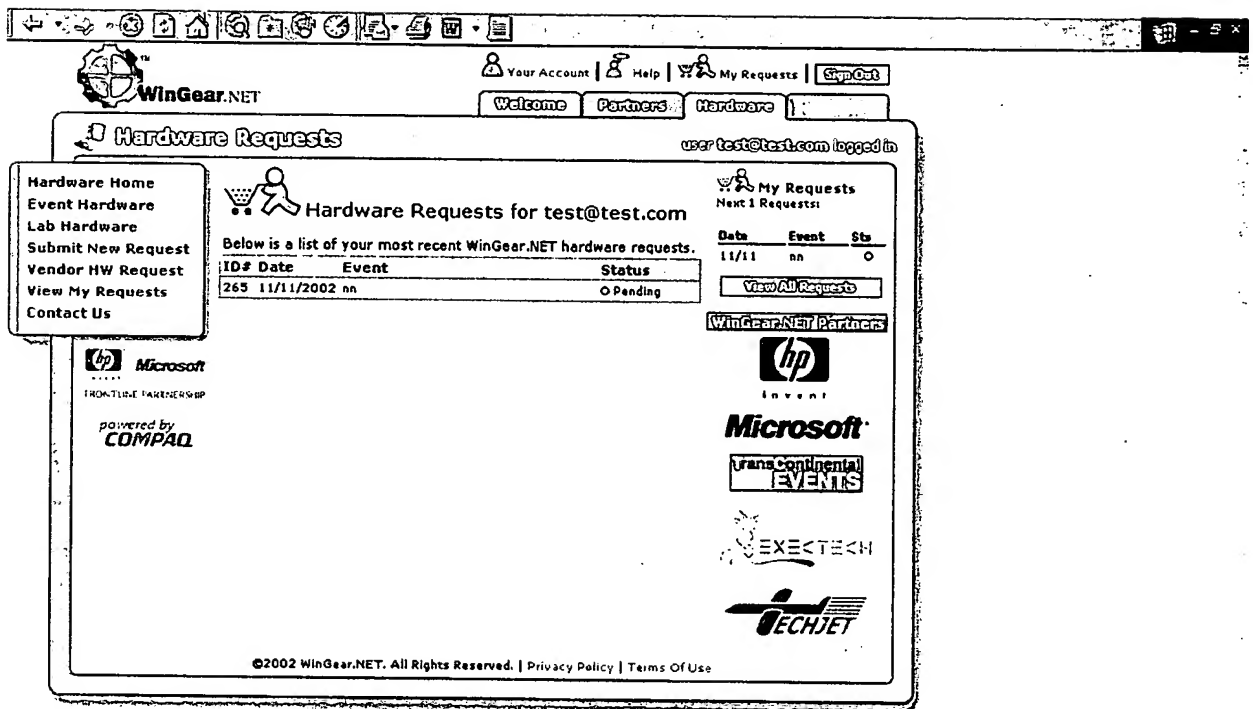 Your Account | Help | My Requests | Sign Out
WinGear.NET™
Welcome Partners Hardware
Hardware Requests
user test@test.com logged in
Hardware Home
Event Hardware
Lab Hardware
Submit New Request
Vendor HW Request
View My Requests
Contact Us
hp Microsoft
invent
FRONTLINE PARTNERSHIP
powered by
COMPAQ
Hardware Requests for test@test.com
Below is a list of your most recent WinGear.NET hardware requests.
ID# Date Event Status
265 11/11/2002 nn Pending
My Requests
Next 1 Requests:
Date Event Sts
11/11 nn
View All Requests
WinGear.NET Partners
hp
invent
Microsoft
TransContinental
EVENTS
EXECTECH
TECHJET
©2002 WinGear.NET. All Rights Reserved. | Privacy Policy | Terms Of Use